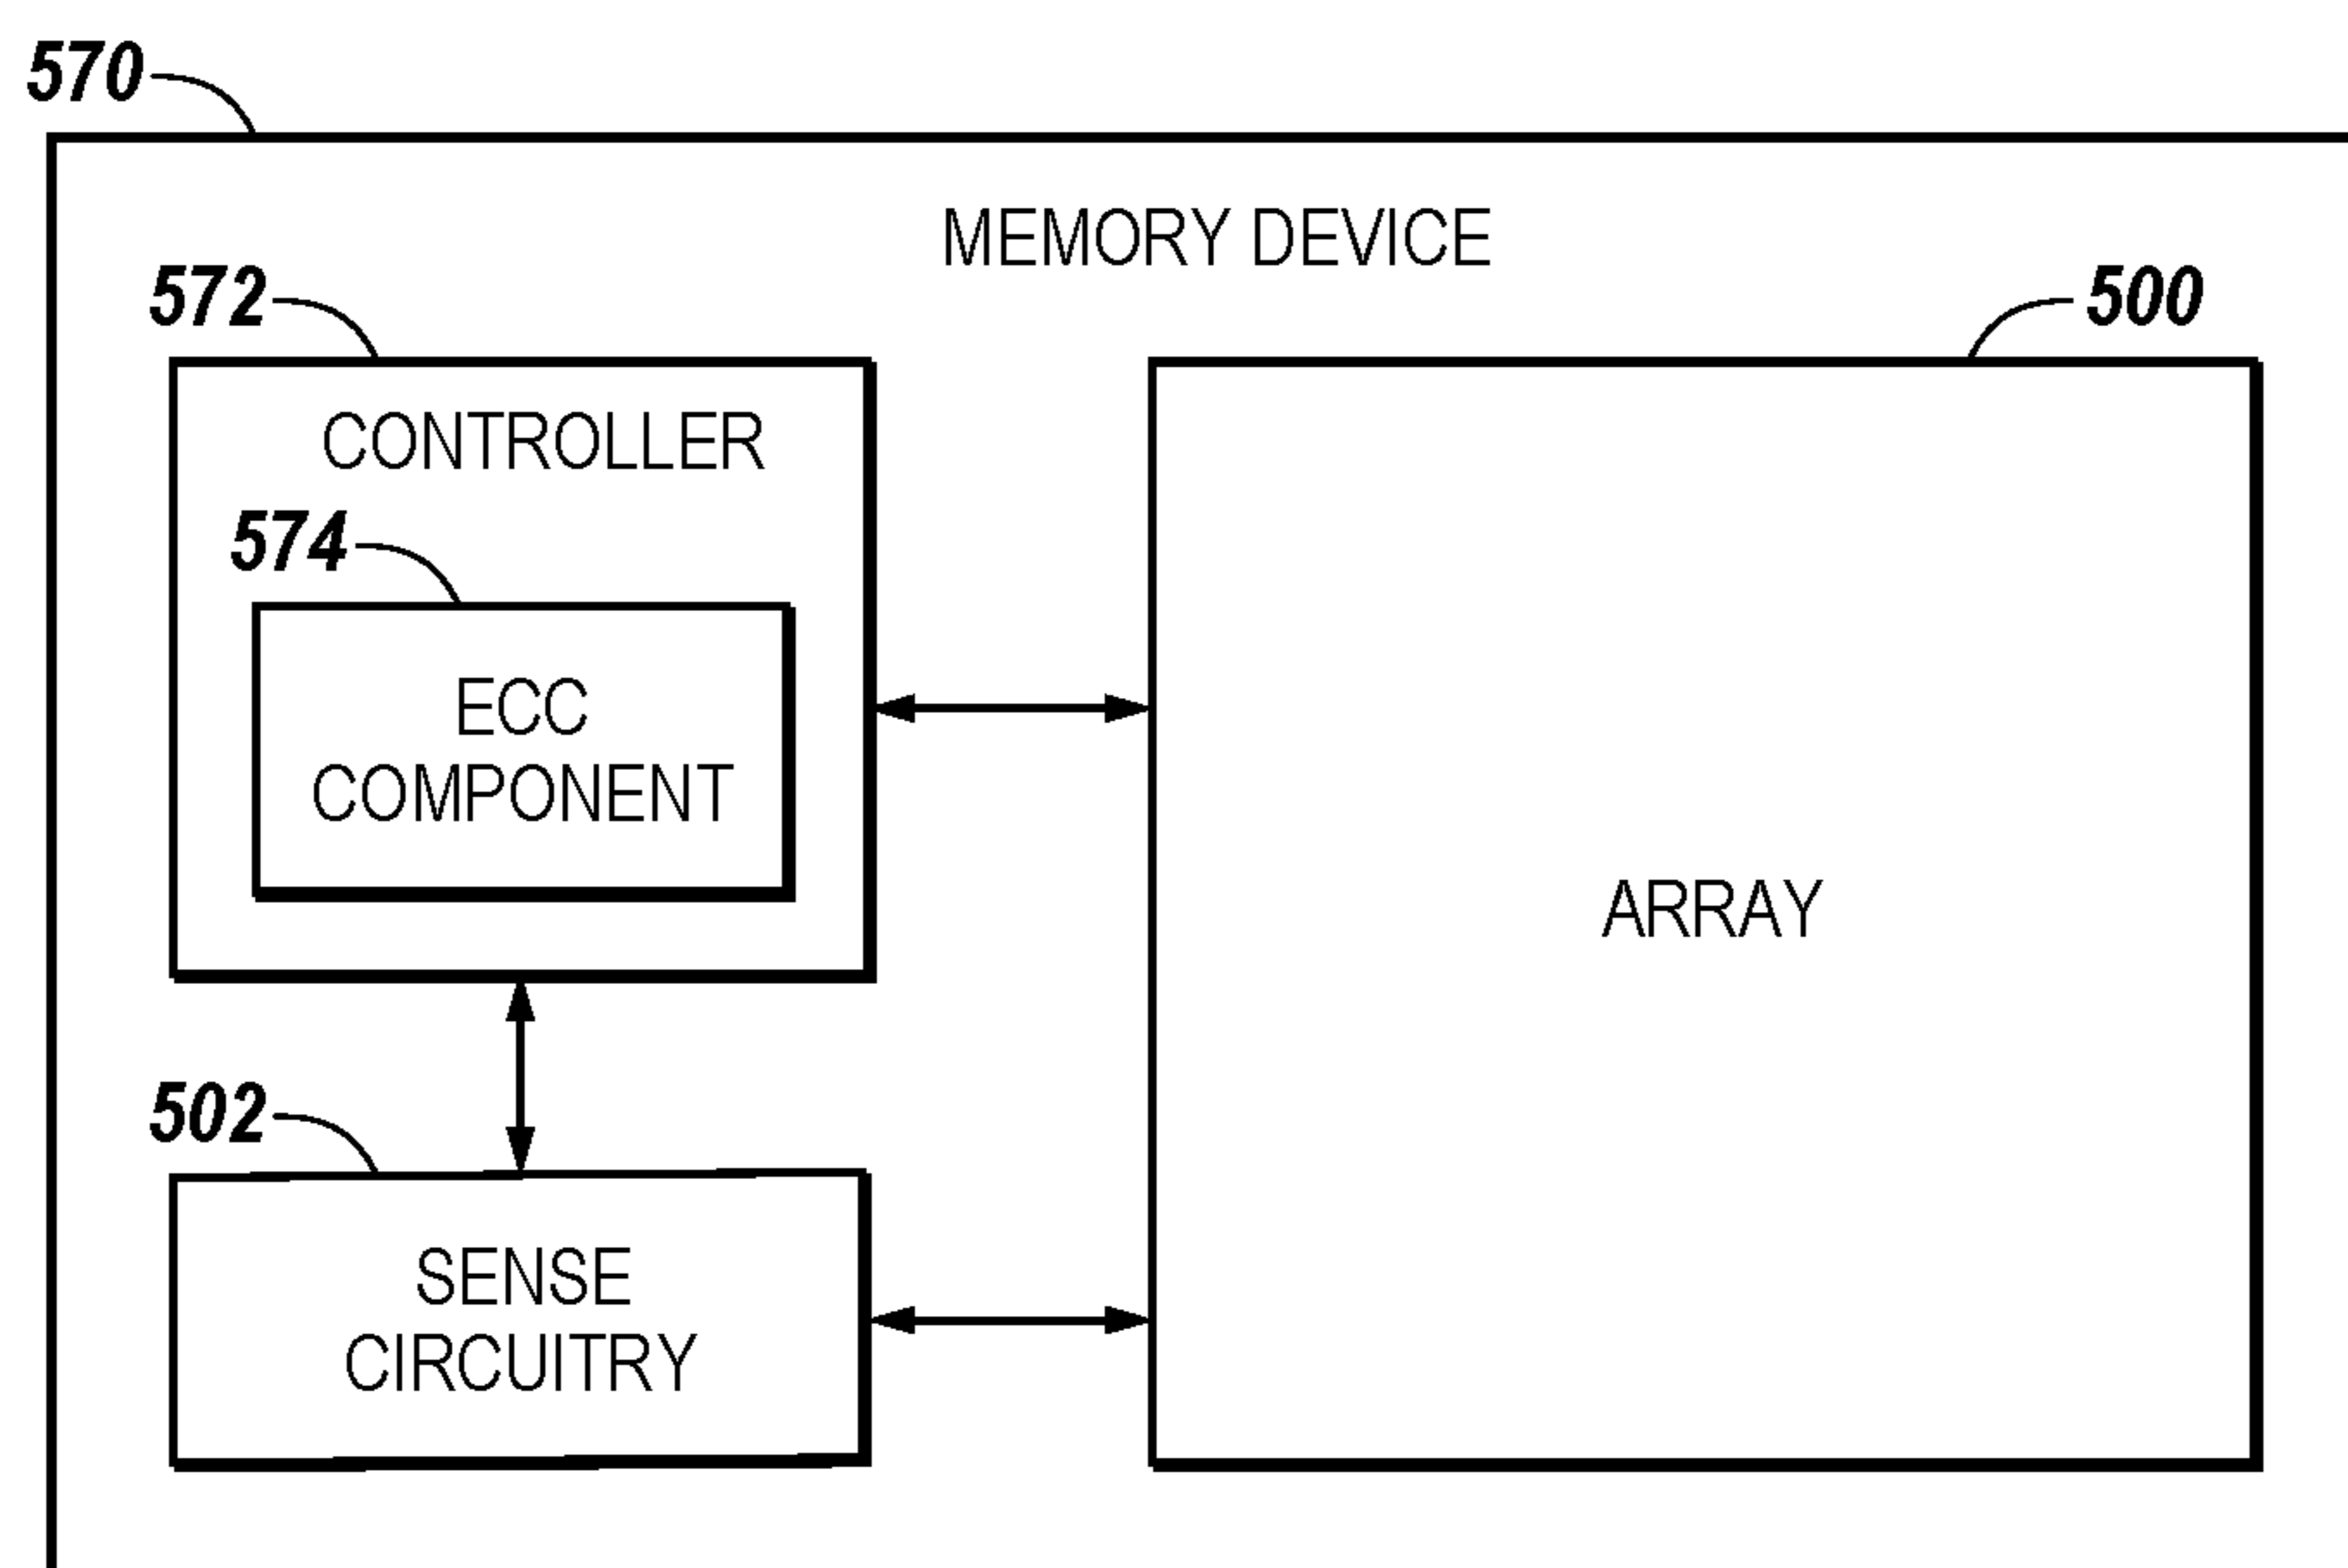 570
MEMORY DEVICE
572
500
CONTROLLER
574
ECC
COMPONENT
ARRAY
502
SENSE
CIRCUITRY